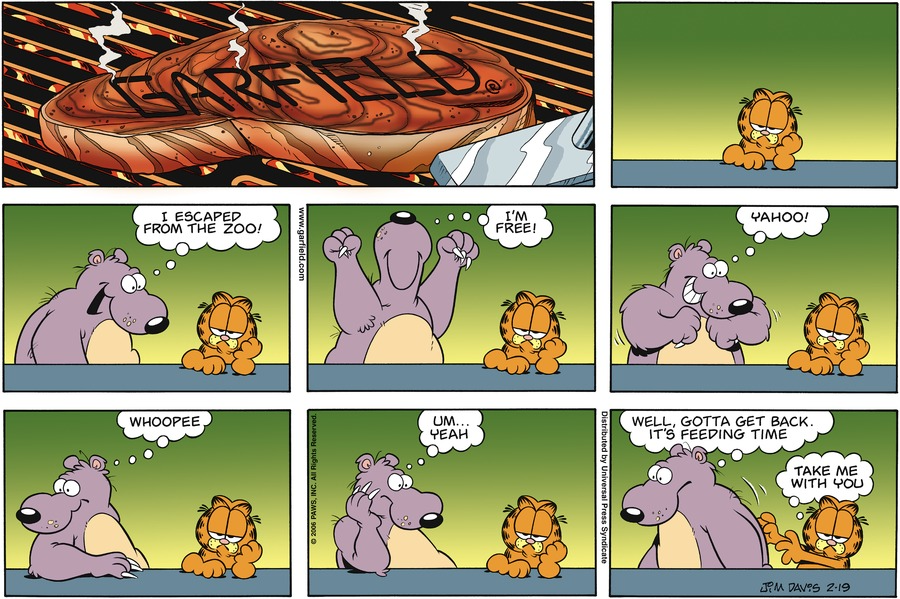 GARFIELD
I ESCAPED
FROM THE ZOO!
www.garfield.com
I'M
FREE!
YAHOO!
WHOOPEE
© 2006 PAWS, INC. All Rights Reserved.
UM...
YEAH
Distributed by Universal Press Syndicate
WELL, GOTTA GET BACK.
IT'S FEEDING TIME
TAKE ME
WITH YOU
JIM DAVIS 2-19